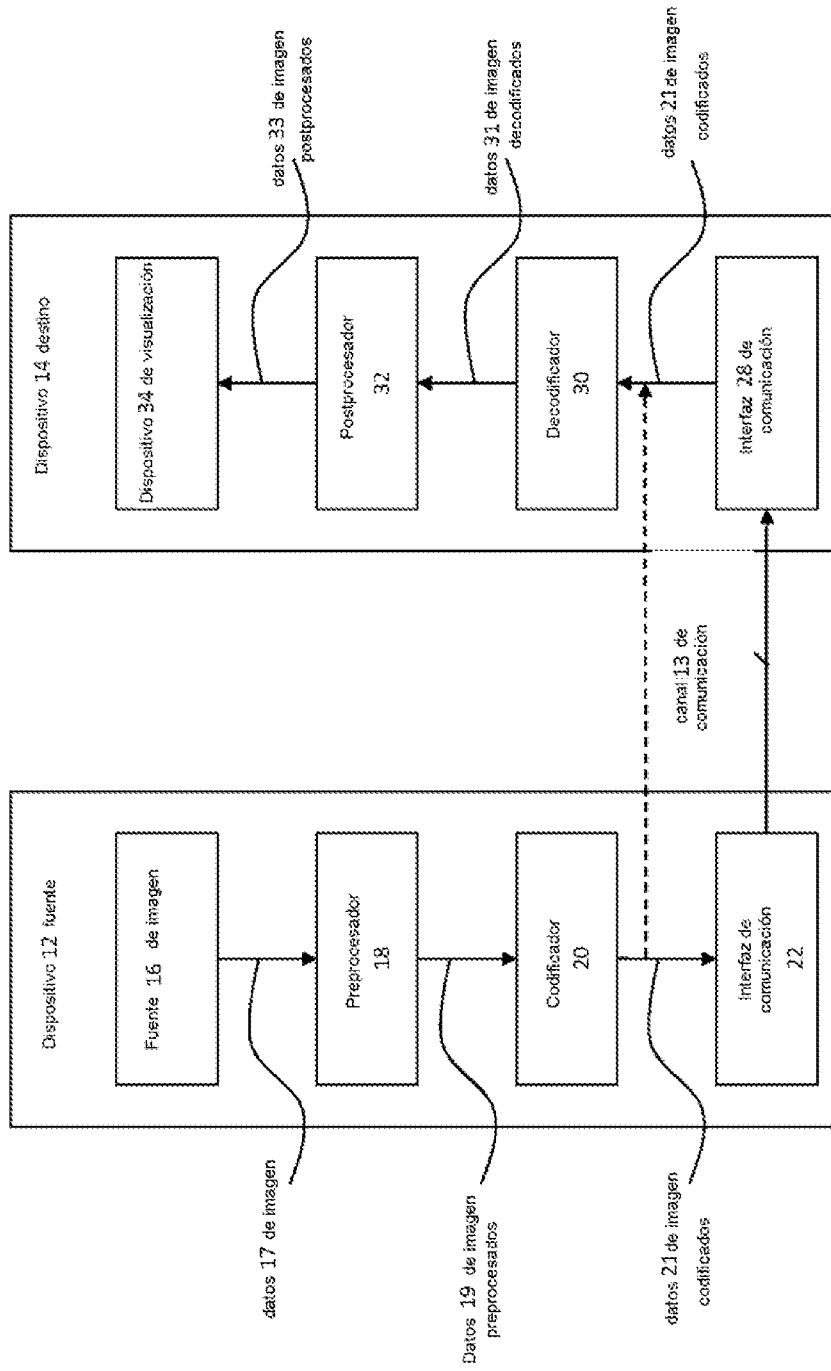 Dispositivo 12 fuente
Fuente 16 de imagen
datos 17 de imagen
Preprocesador
18
Datos 19 de imagen
preprocesados
Codificador
20
datos 21 de imagen
codificados
Interfaz de
comunicación
22
canal 13 de
comunicación
Dispositivo 14 destino
Dispositivo 34 de visualización
datos 33 de imagen
postprocesados
Postprocesador
32
datos 31 de imagen
decodificados
Decodificador
30
datos 21 de imagen
codificados
Interfaz 28 de
comunicación